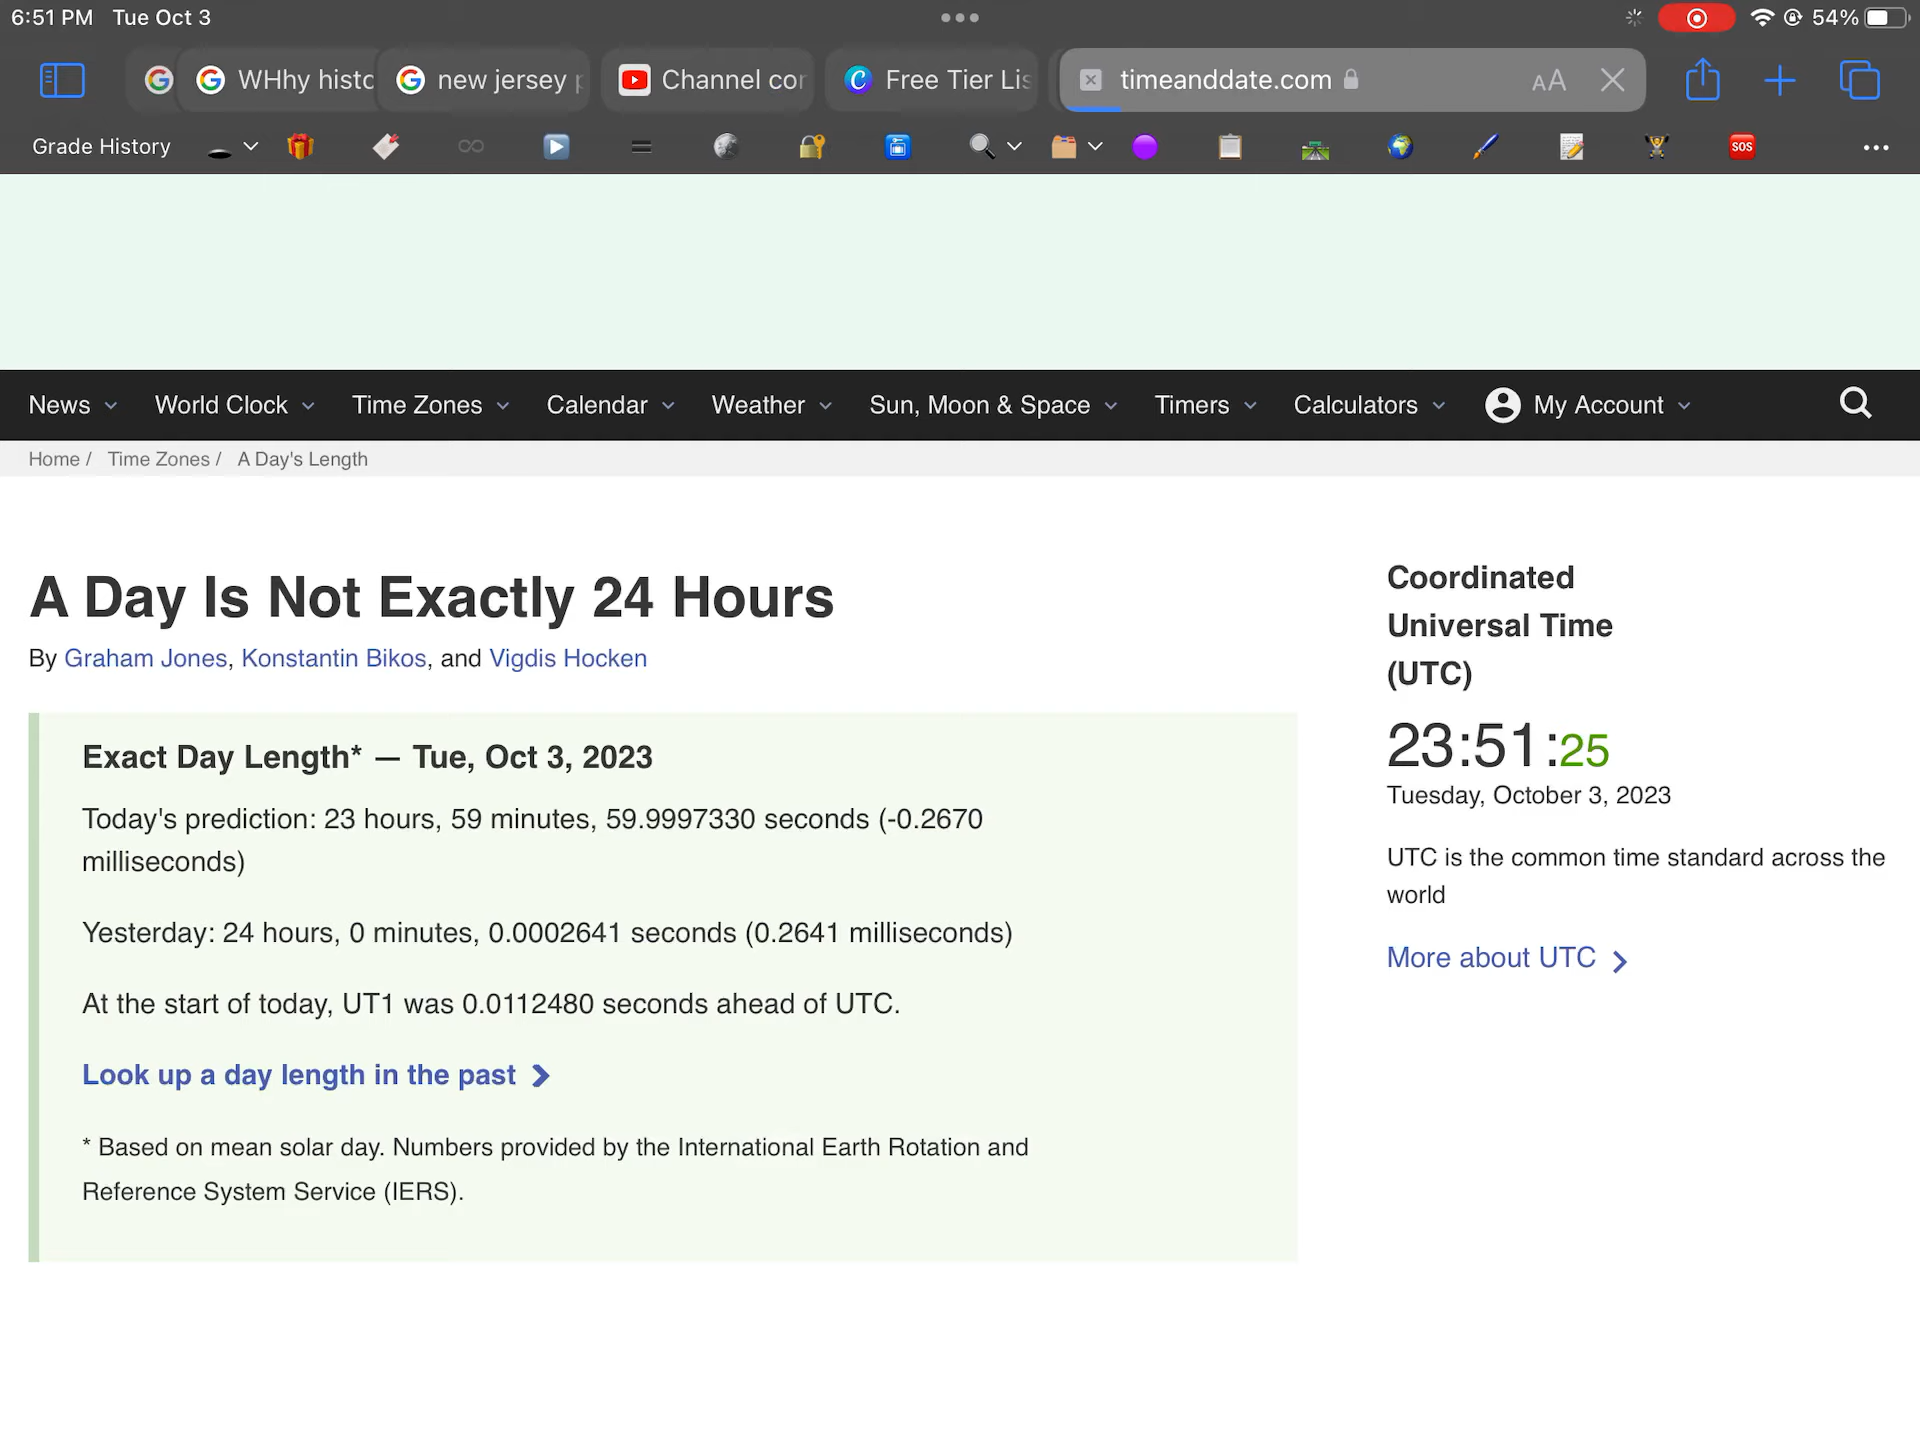 6:51 PM Tue Oct 3
54%
WHhy histo
new jersey p
Channel cor
Free Tier Lis
timeanddate.com
AA
Grade History
SOS
News
World Clock
Time Zones
Calendar
Weather
Sun, Moon & Space
Timers
Calculators
My Account
Home / Time Zones / A Day's Length
A Day Is Not Exactly 24 Hours
By Graham Jones, Konstantin Bikos, and Vigdis Hocken
Exact Day Length* — Tue, Oct 3, 2023
Today's prediction: 23 hours, 59 minutes, 59.9997330 seconds (-0.2670
milliseconds)
Yesterday: 24 hours, 0 minutes, 0.0002641 seconds (0.2641 milliseconds)
At the start of today, UT1 was 0.0112480 seconds ahead of UTC.
Look up a day length in the past
* Based on mean solar day. Numbers provided by the International Earth Rotation and
Reference System Service (IERS).
Coordinated
Universal Time
(UTC)
23:51:25
Tuesday, October 3, 2023
UTC is the common time standard across the
world
More about UTC